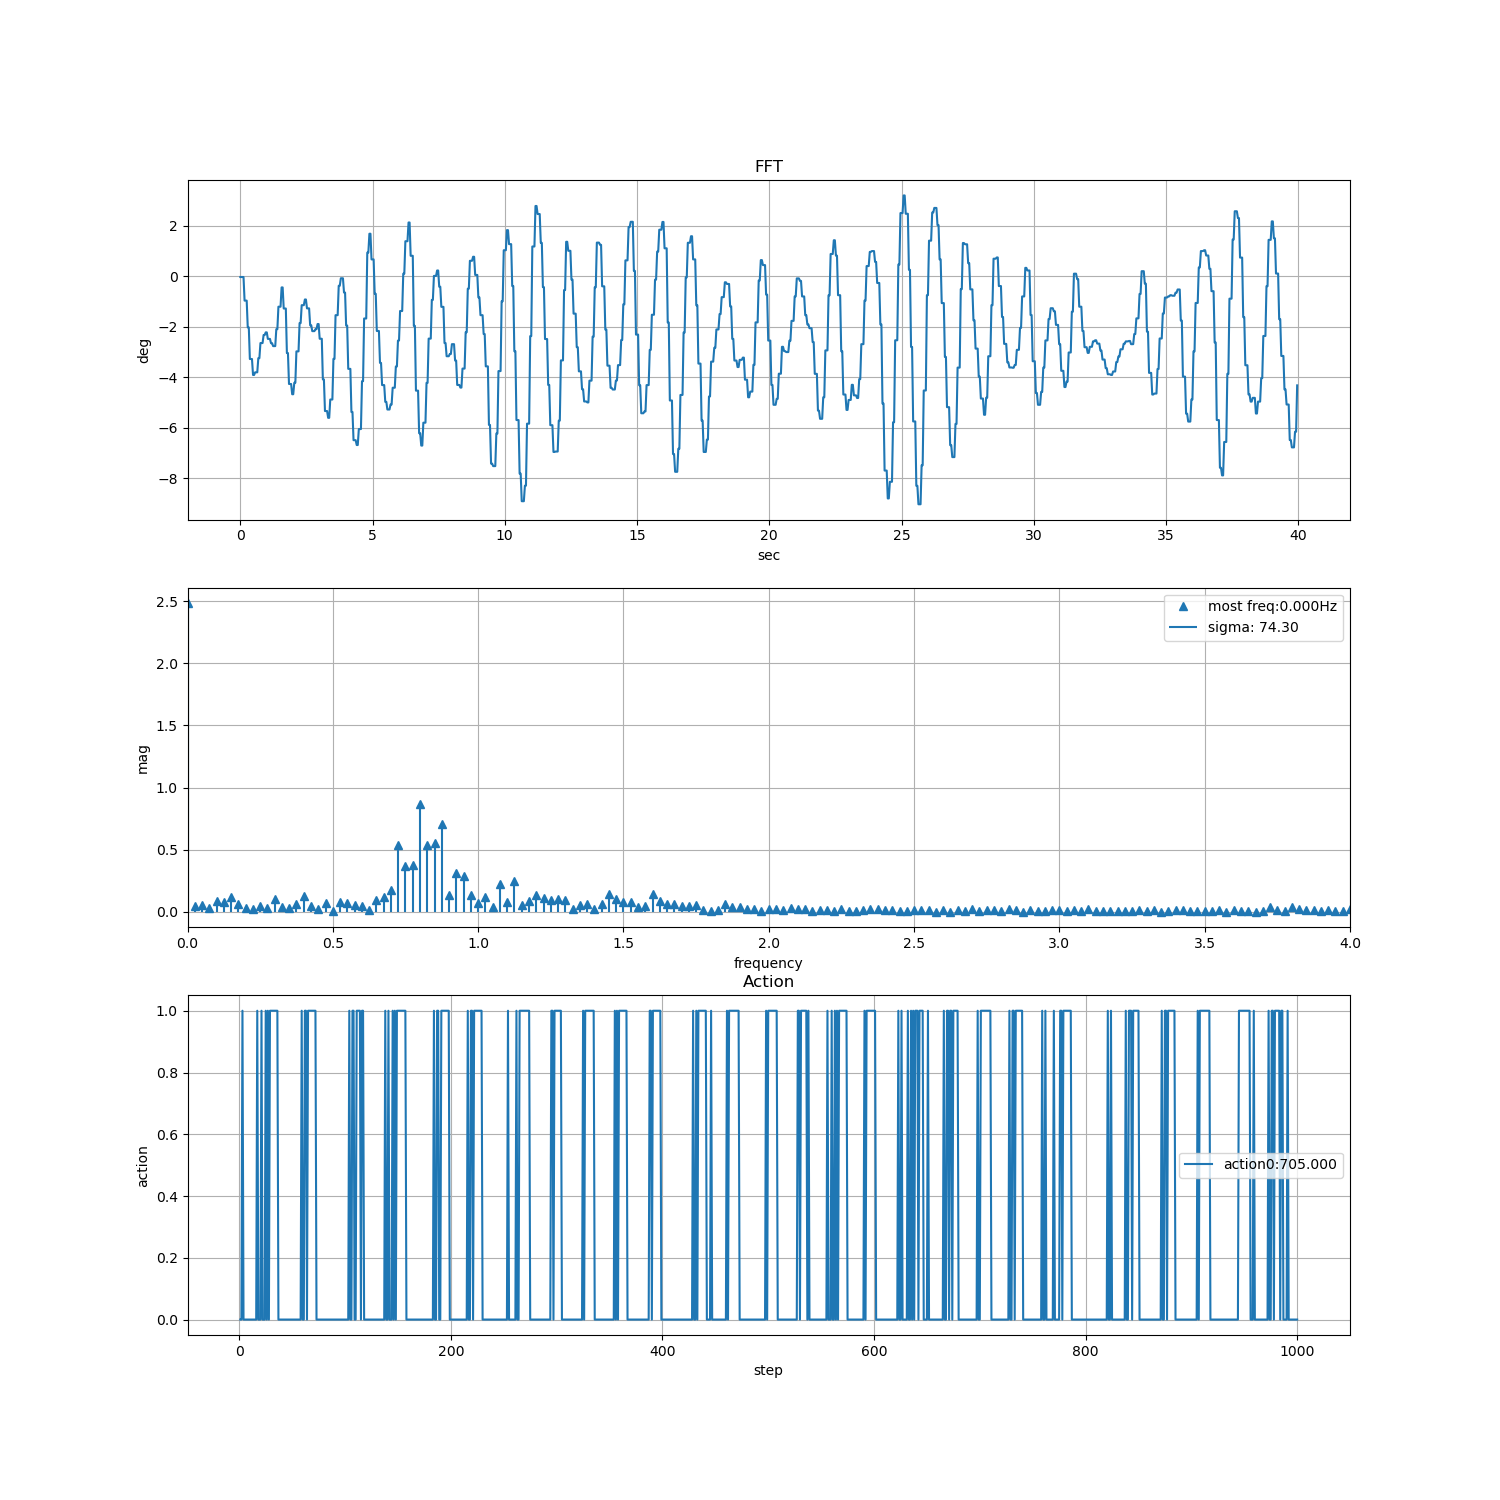 FFT
2
0
−2
−4
−6
−8
deg
0 5 10 15 20 25 30 35 40
sec
2.5
2.0
1.5
1.0
0.5
0.0
mag
most freq:0.000Hz
sigma: 74.30
0.0 0.5 1.0 1.5 2.0 2.5 3.0 3.5 4.0
frequency
Action
1.0
0.8
0.6
0.4
0.2
0.0
action
action0:705.000
0 200 400 600 800 1000
step